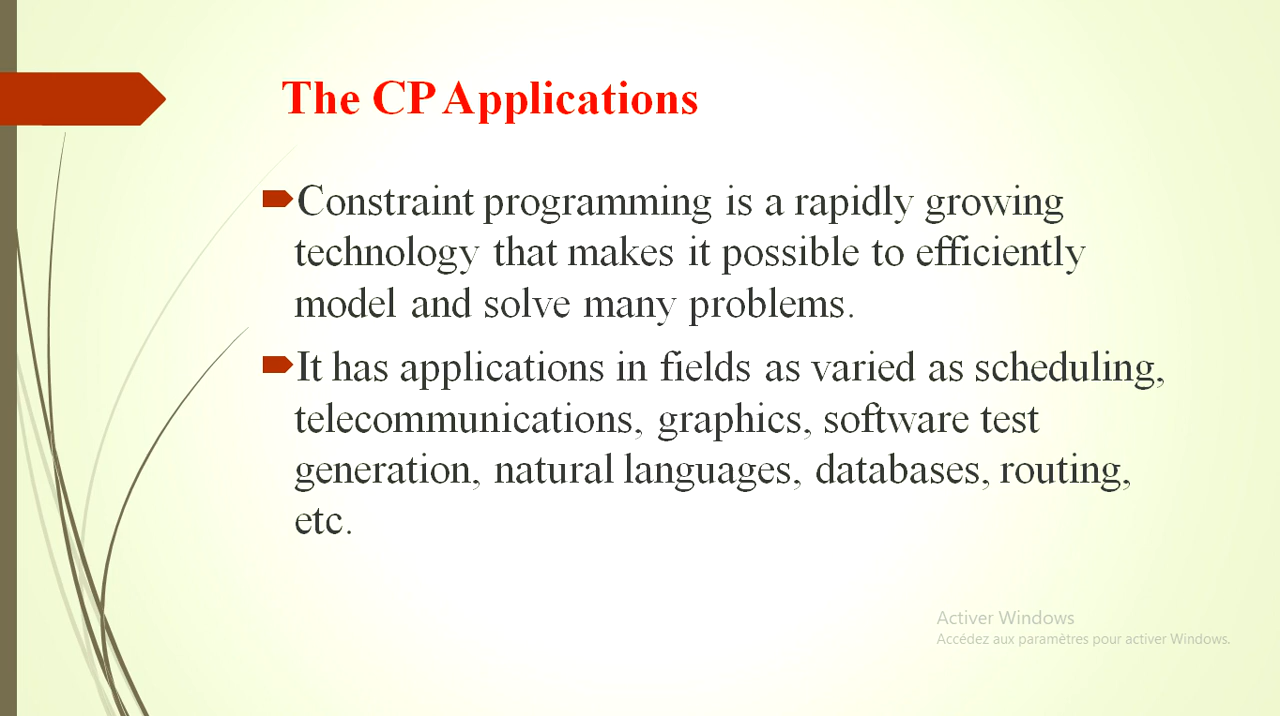 The CP Applications
Constraint programming is a rapidly growing
technology that makes it possible to efficiently
model and solve many problems.
It has applications in fields as varied as scheduling,
telecommunications, graphics, software test
generation, natural languages, databases, routing,
etc.
Activer Windows
Accédez aux paramètres pour activer Windows.